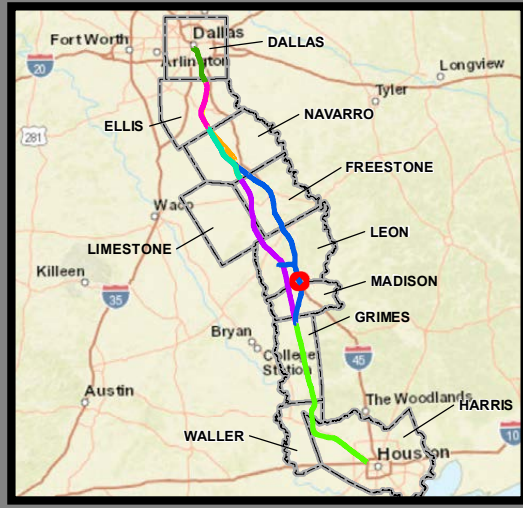 Dallas
Fort Worth
DALLAS
Arlington
Longview
20
Tyler
NAVARRO
ELLIS
281
FREESTONE
Waco
LEON
LIMESTONE
Killeen
MADISON
35
GRIMES
Bryan
College
Station
45
Austin
The Woodlands
HARRIS
WALLER
10
Houston